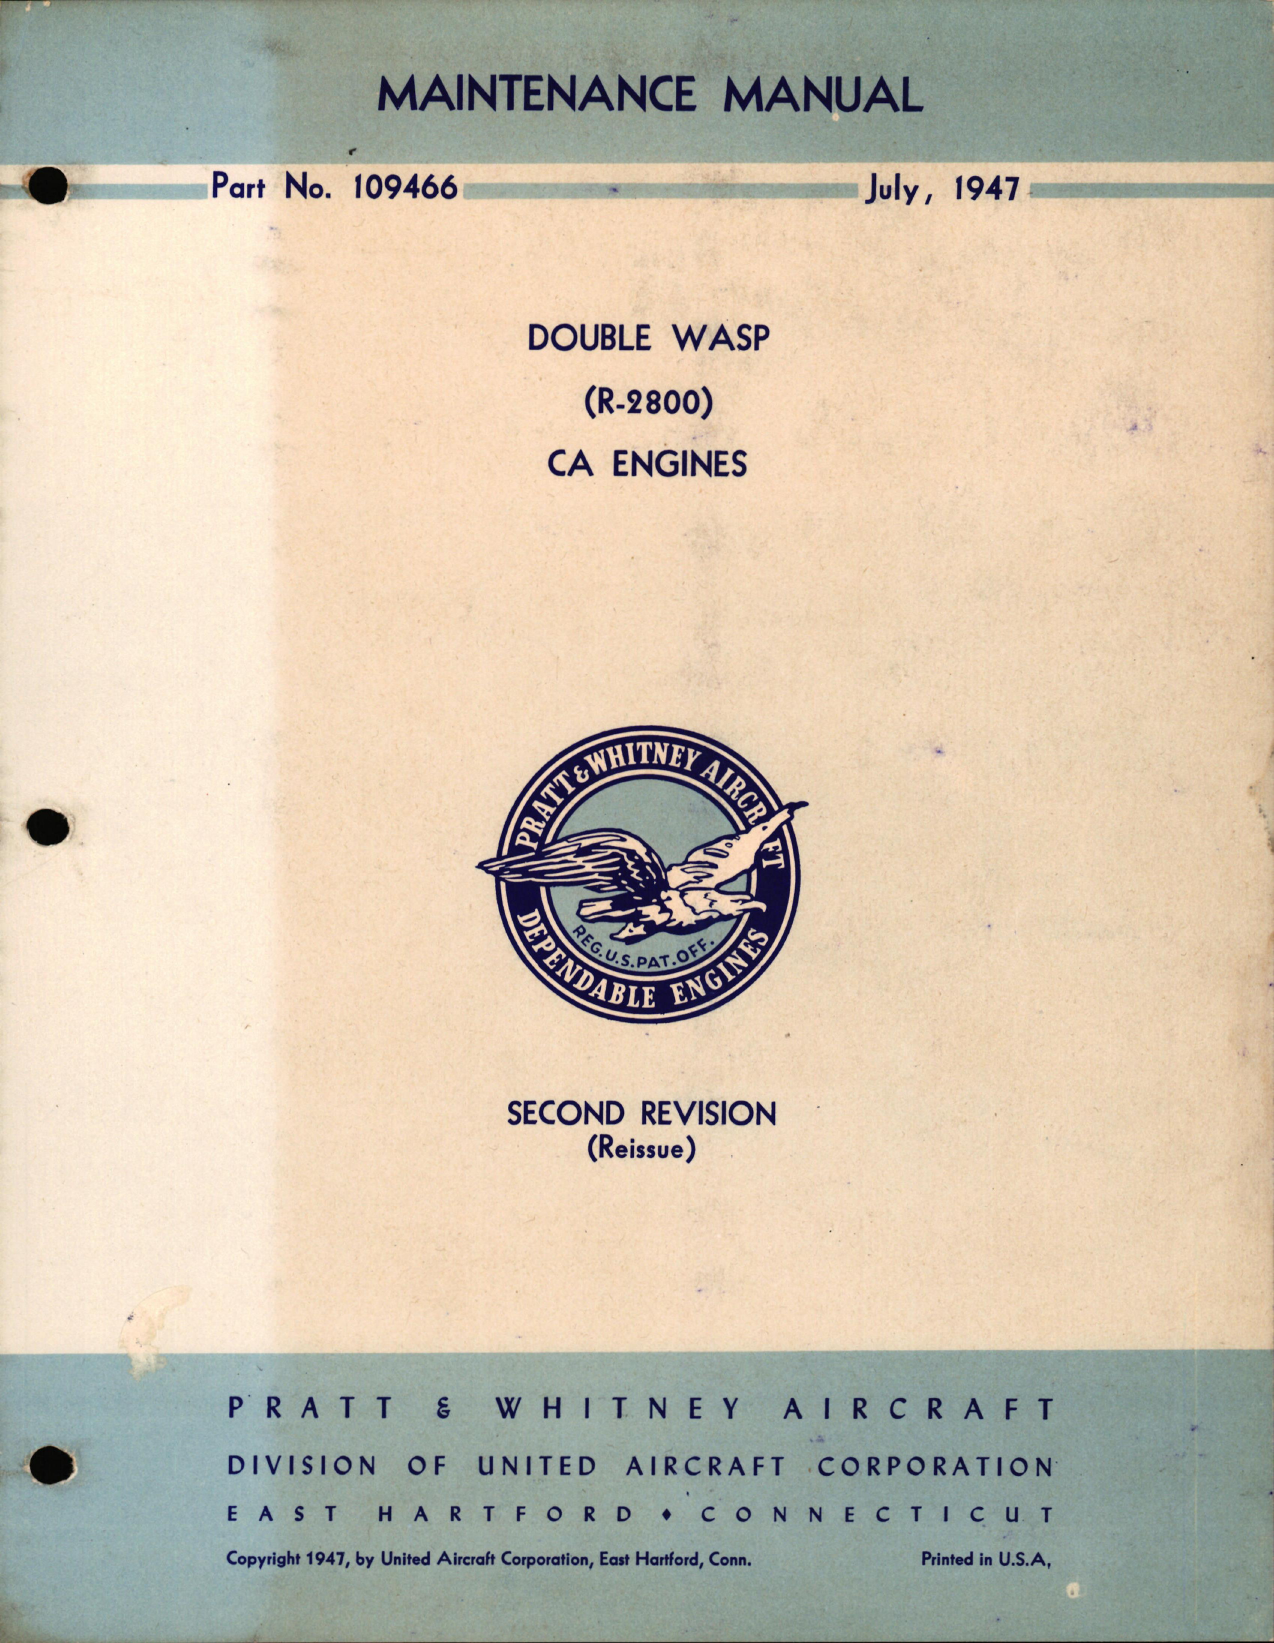 MAINTENANCE MANUAL
Part No. 109466 July, 1947
DOUBLE WASP
(R-2800)
CA ENGINES
PRATT & WHITNEY AIRCRAFT
REG. U.S. PAT. OFF.
DEPENDABLE ENGINES
SECOND REVISION
(Reissue)
PRATT & WHITNEY AIRCRAFT
DIVISION OF UNITED AIRCRAFT CORPORATION
EAST HARTFORD ♦ CONNECTICUT
Copyright 1947, by United Aircraft Corporation, East Hartford, Conn. Printed in U.S.A,